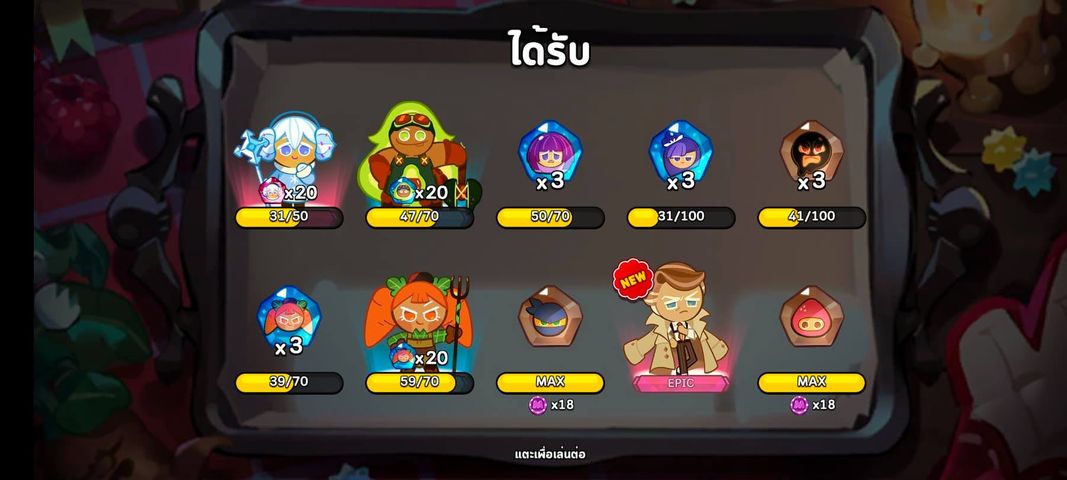 ได้รับ
x20
x20
x3
x3
x3
31/50
47/70
50/70
31/100
41/100
NEW
x3
x20
39/70
59/70
MAX
EPIC
MAX
x18
x18
แตะเพื่อเล่นต่อ